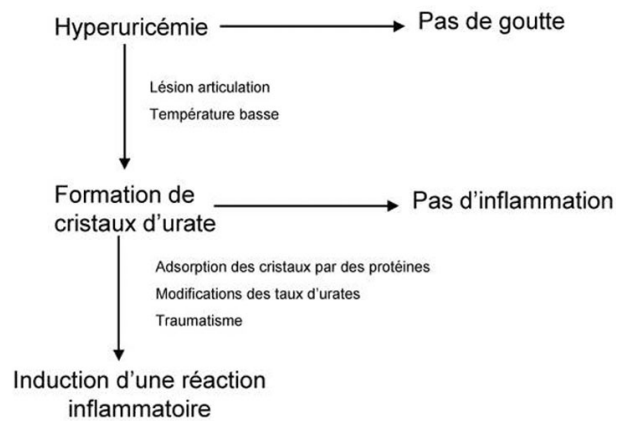 Hyperuricémie
Pas de goutte
Lésion articulation
Température basse
Formation de
cristaux d'urate
Pas d'inflammation
Adsorption des cristaux par des protéines
Modifications des taux d'urates
Traumatisme
Induction d'une réaction
inflammatoire